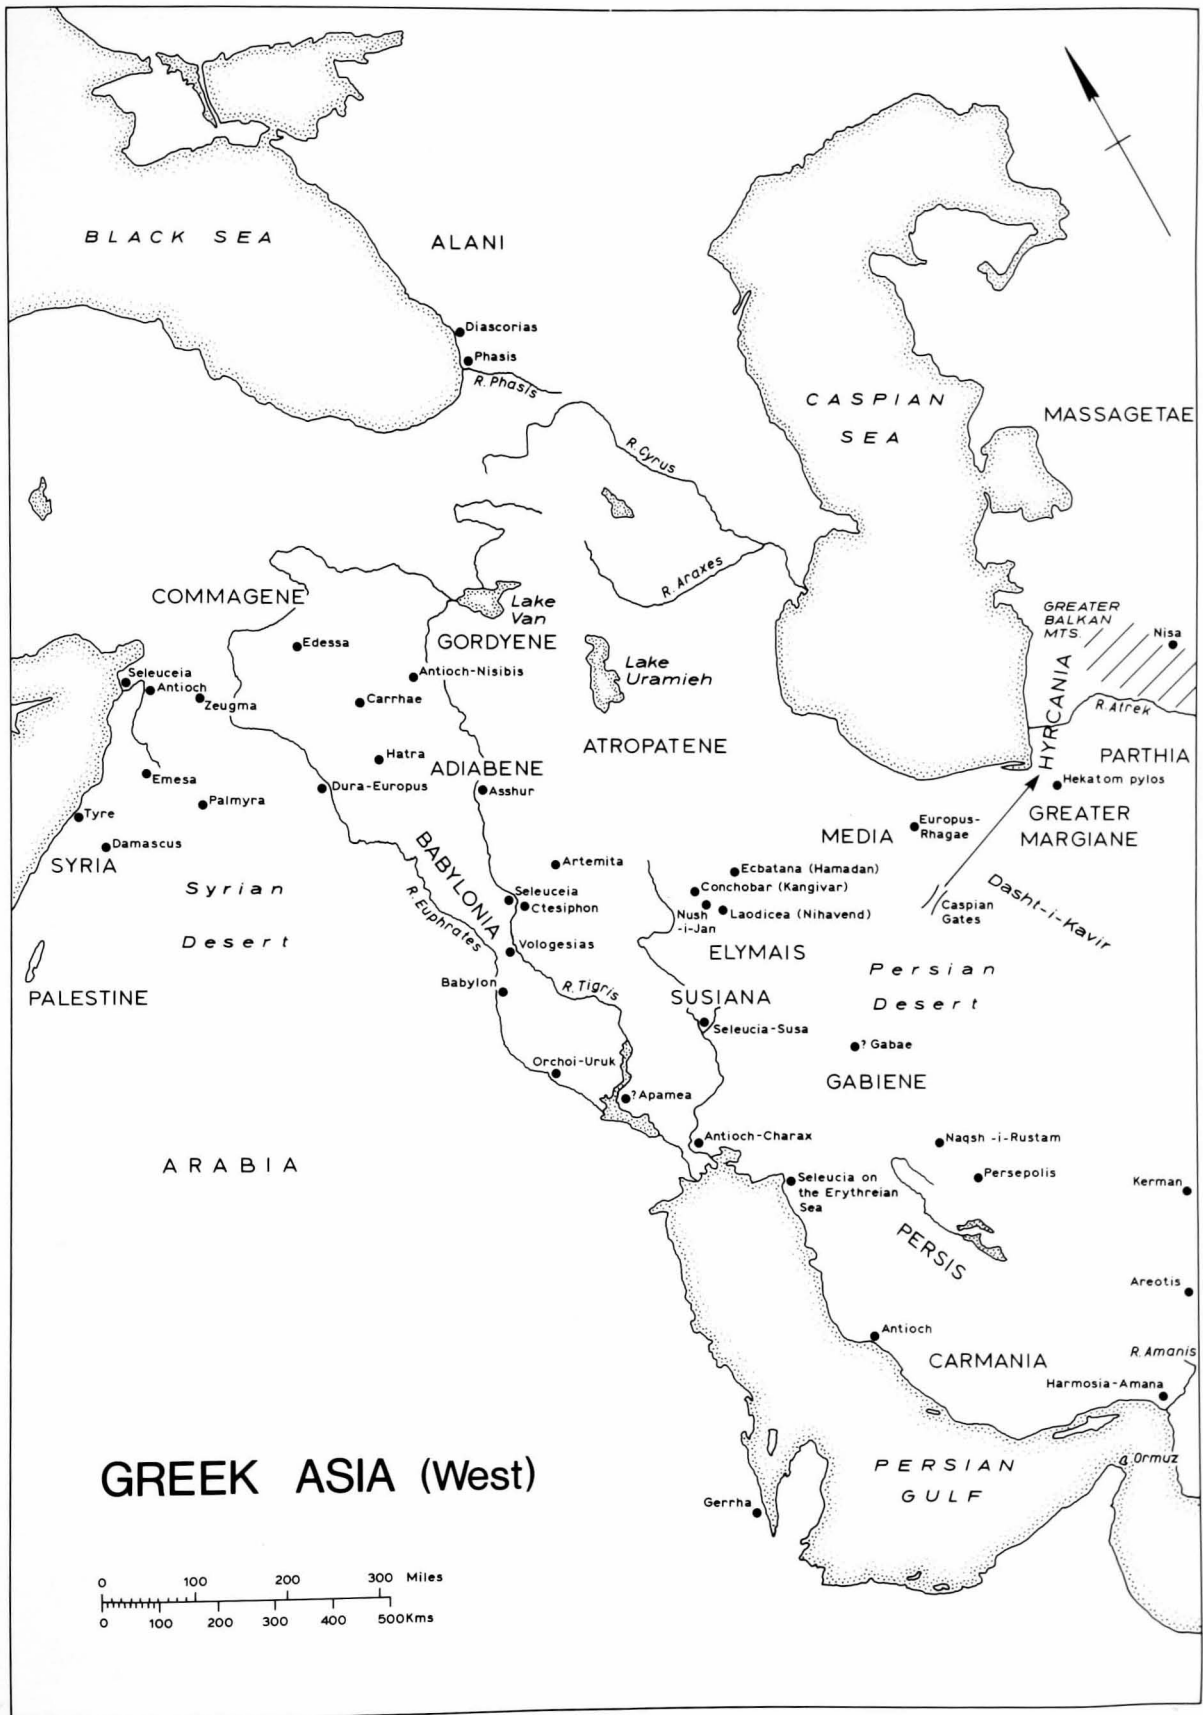 BLACK SEA
ALANI
Diascorias
Phasis
R. Phasis
CASPIAN
SEA
MASSAGETAE
R. Cyrus
R. Araxes
COMMAGENE
Lake
Van
GORDYENE
GREATER
BALKAN
MTS.
Nisa
Edessa
Lake
Uramieh
Seleuceia
Antioch
Zeugma
Antioch-Nisibis
Carrhae
HYRCANIA
R. Atrek
ATROPATENE
PARTHIA
Hatra
ADIABENE
Emesa
Dura-Europus
Asshur
Hekatom pylos
Palmyra
Tyre
GREATER
MARGIANE
Europus-
Rhagae
MEDIA
Damascus
SYRIA
BABYLONIA
Artemita
Ecbatana (Hamadan)
Conchobar (Kangivar)
Syrian
Desert
R. Euphrates
Seleuceia
Ctesiphon
Nush
-i-Jan
Laodicea (Nihavend)
Caspian
Gates
Dasht-i-Kavir
Vologesias
ELYMAIS
Persian
Desert
PALESTINE
Babylon
R. Tigris
SUSIANA
Seleucia-Susa
? Gabae
Orchoi-Uruk
GABIENE
? Apamea
Antioch-Charax
Naqsh -i-Rustam
ARABIA
Seleucia on
the Erythreian
Sea
Persepolis
Kerman
PERSIS
Areotis
Antioch
CARMANIA
R. Amanis
Harmosia-Amana
PERSIAN
GULF
Ormuz
GREEK ASIA (West)
Gerrha
0 100 200 300 Miles
0 100 200 300 400 500Kms